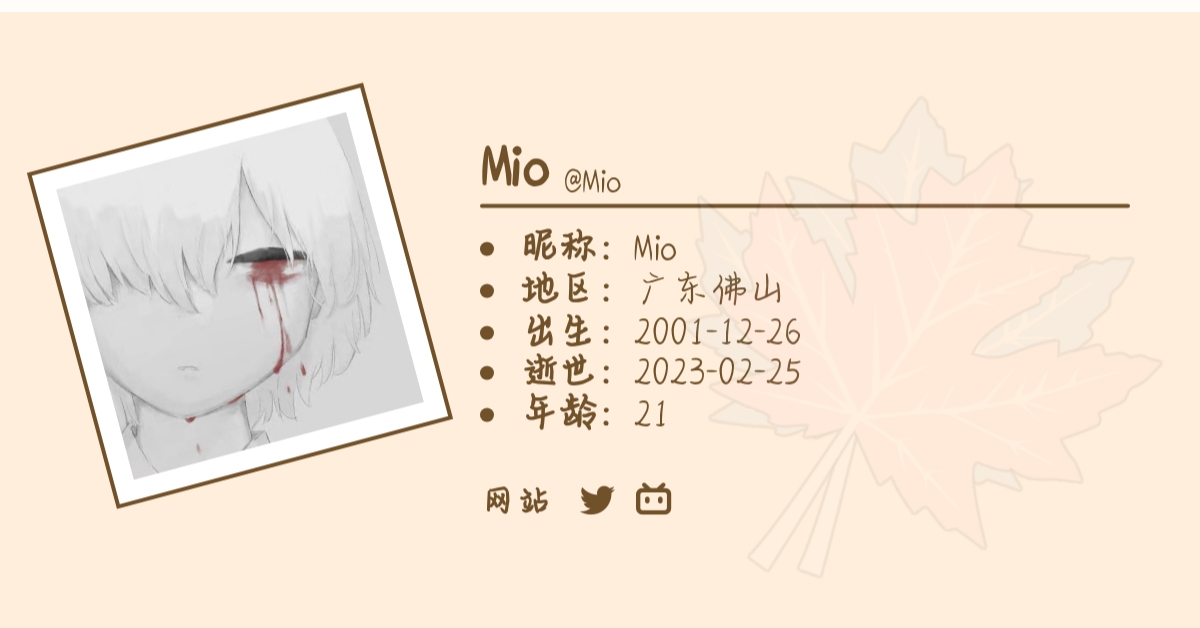 Mio @Mio
昵称： Mio
地区： 广东佛山
出生： 2001-12-26
逝世： 2023-02-25
年龄： 21
网站